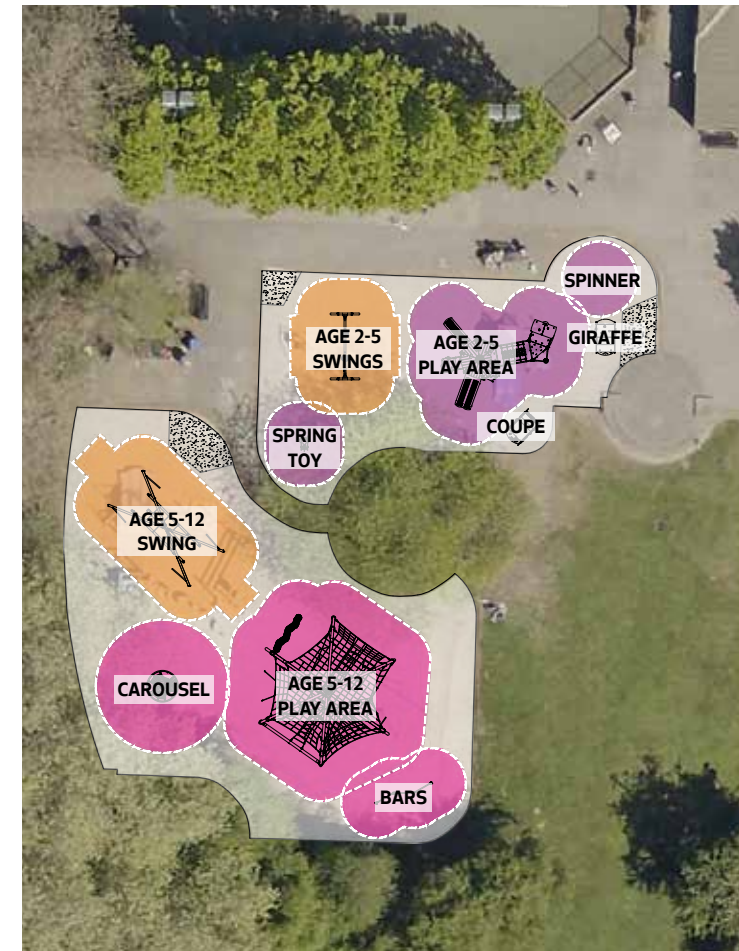 SPINNER
AGE 2-5
SWINGS
AGE 2-5
PLAY AREA
GIRAFFE
SPRING
TOY
COUPE
AGE 5-12
SWING
CAROUSEL
AGE 5-12
PLAY AREA
BARS